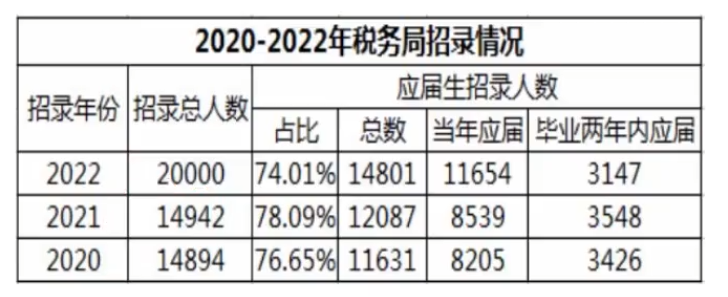 2020-2022年税务局招录情况
招录年份 招录总人数 应届生招录人数
占比 总数 当年应届 毕业两年内应届
2022 20000 74.01% 14801 11654 3147
2021 14942 78.09% 12087 8539 3548
2020 14894 76.65% 11631 8205 3426